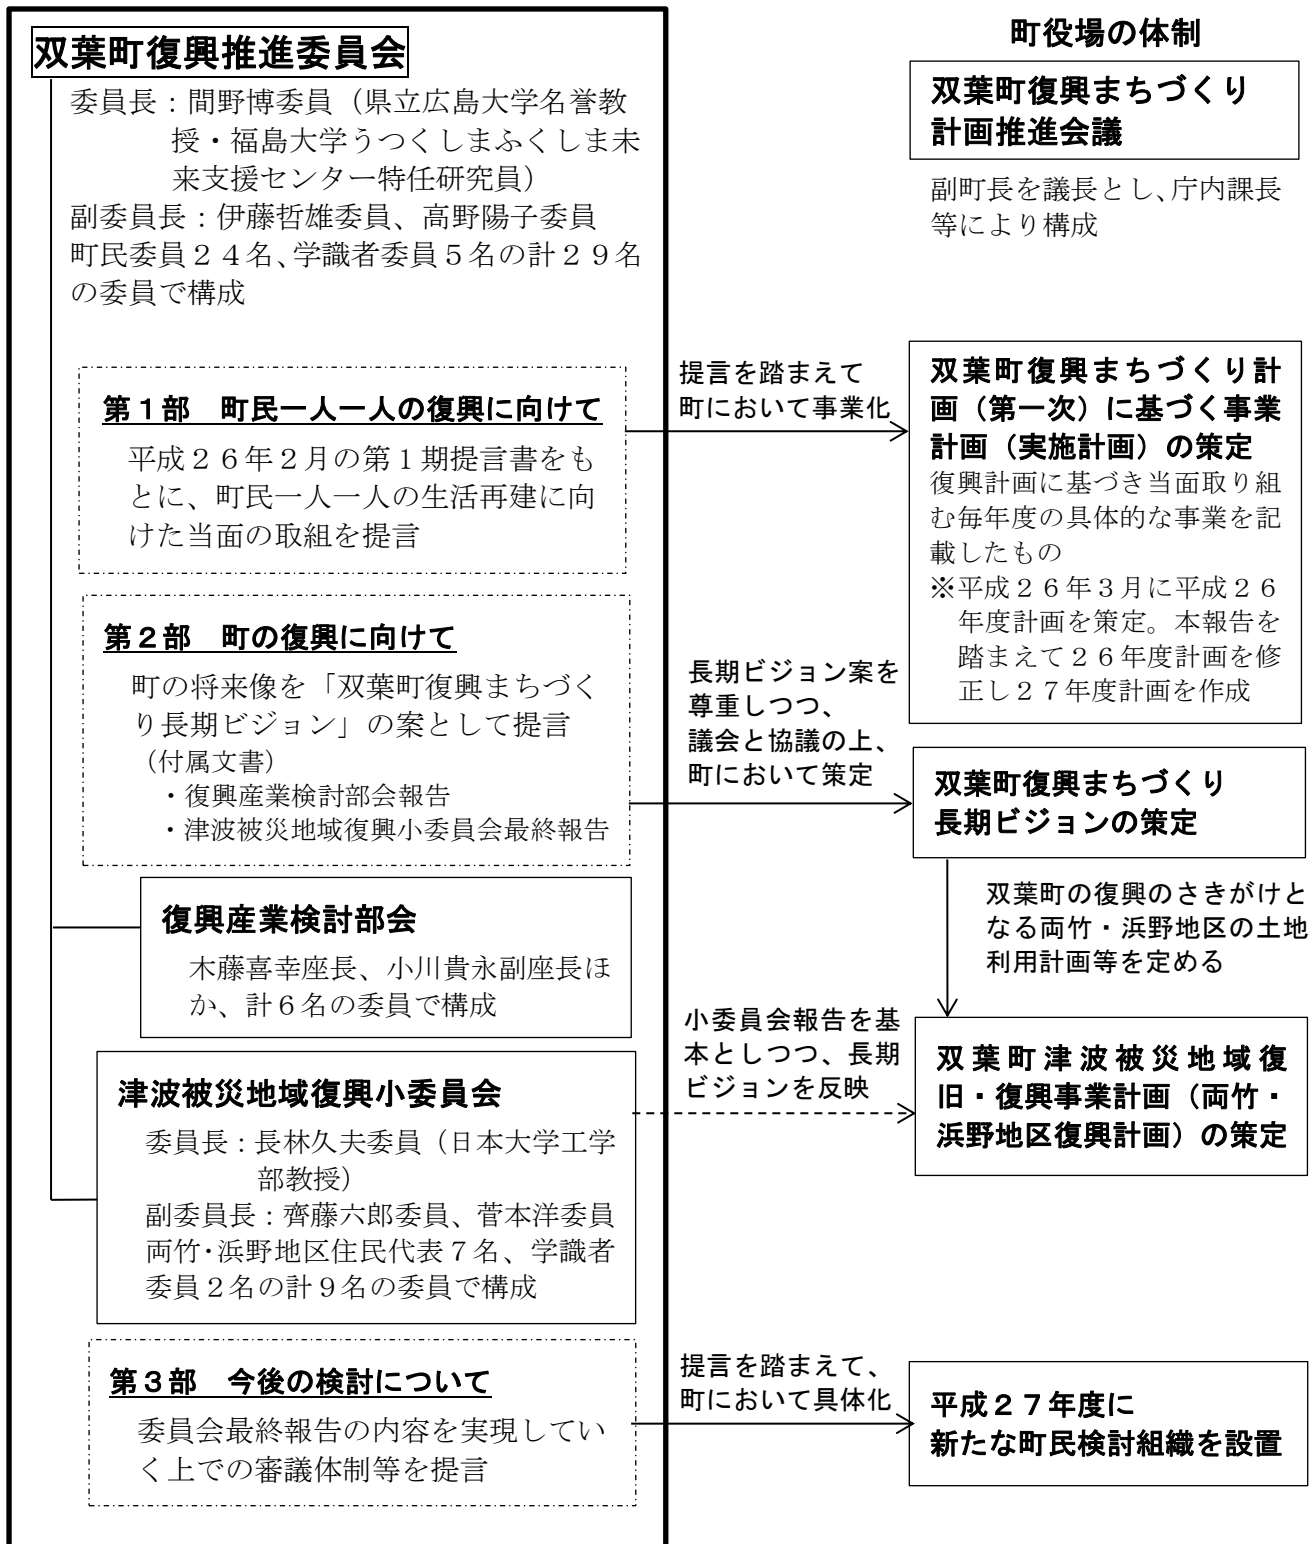 双葉町復興推進委員会
委員長：間野博委員（県立広島大学名誉教
授・福島大学うつくしまふくしま未
来支援センター特任研究員）
副委員長：伊藤哲雄委員、高野陽子委員
町民委員２４名、学識者委員５名の計２９名
の委員で構成
第１部　町民一人一人の復興に向けて
平成２６年２月の第１期提言書をも
とに、町民一人一人の生活再建に向
けた当面の取組を提言
第２部　町の復興に向けて
町の将来像を「双葉町復興まちづく
り長期ビジョン」の案として提言
（付属文書）
・復興産業検討部会報告
・津波被災地域復興小委員会最終報告
復興産業検討部会
木藤喜幸座長、小川貴永副座長ほ
か、計６名の委員で構成
津波被災地域復興小委員会
委員長：長林久夫委員（日本大学工学
部教授）
副委員長：齊藤六郎委員、菅本洋委員
両竹・浜野地区住民代表７名、学識者
委員２名の計９名の委員で構成
第３部　今後の検討について
委員会最終報告の内容を実現してい
く上での審議体制等を提言
提言を踏まえて
町において事業化
長期ビジョン案を
尊重しつつ、
議会と協議の上、
町において策定
小委員会報告を基
本としつつ、長期
ビジョンを反映
提言を踏まえて、
町において具体化
町役場の体制
双葉町復興まちづくり
計画推進会議
副町長を議長とし、庁内課長
等により構成
双葉町復興まちづくり計
画（第一次）に基づく事業
計画（実施計画）の策定
復興計画に基づき当面取り組
む毎年度の具体的な事業を記
載したもの
※平成２６年３月に平成２６
年度計画を策定。本報告を
踏まえて２６年度計画を修
正し２７年度計画を作成
双葉町復興まちづくり
長期ビジョンの策定
双葉町の復興のさきがけと
なる両竹・浜野地区の土地
利用計画等を定める
双葉町津波被災地域復
旧・復興事業計画（両竹・
浜野地区復興計画）の策定
平成２７年度に
新たな町民検討組織を設置